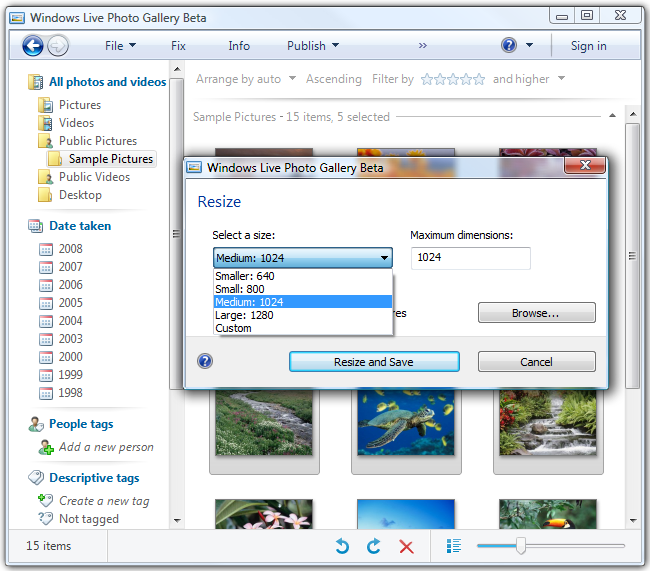 Windows Live Photo Gallery Beta
File Fix Info Publish » Sign in
All photos and videos
Pictures
Videos
Public Pictures
Sample Pictures
Public Videos
Desktop
Date taken
2008
2007
2006
2005
2004
2003
2000
1999
1998
People tags
Add a new person
Descriptive tags
Create a new tag
Not tagged
Arrange by auto Ascending Filter by and higher
Sample Pictures - 15 items, 5 selected
Windows Live Photo Gallery Beta
Resize
Select a size: Maximum dimensions:
Medium: 1024 1024
Smaller: 640
Small: 800
Medium: 1024
Large: 1280
Custom
Browse...
Resize and Save Cancel
15 items